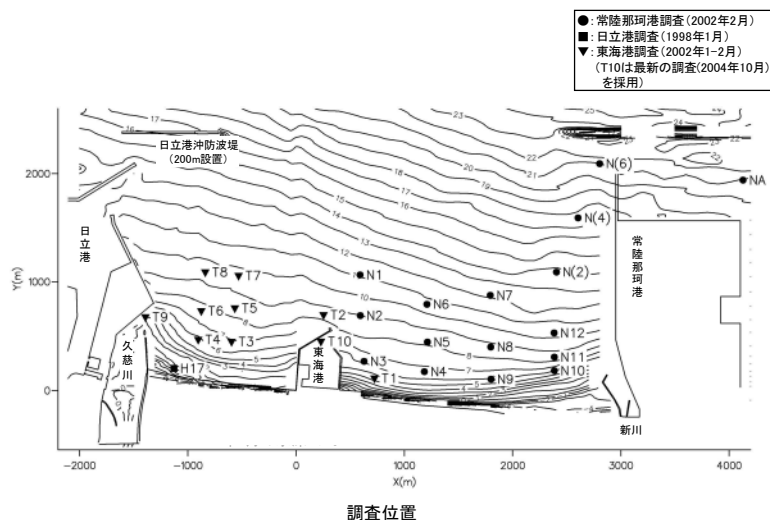 ●:常陸那珂港調査(2002年2月)
■:日立港調査(1998年1月)
▼:東海港調査(2002年1-2月)
(T10は最新の調査(2004年10月)
を採用)
日立港沖防波堤
(200m設置)
日立港
久慈川
東海港
常陸那珂港
新川
N(6)
NA
N(4)
N(2)
T8
T7
N1
N7
N6
T6
T5
T2
N2
T9
T4
T3
T10
N5
N8
N12
N11
N10
H17
N3
N4
T1
N9
2000
1000
0
Y(m)
-2000
-1000
0
1000
2000
3000
4000
X(m)
調査位置